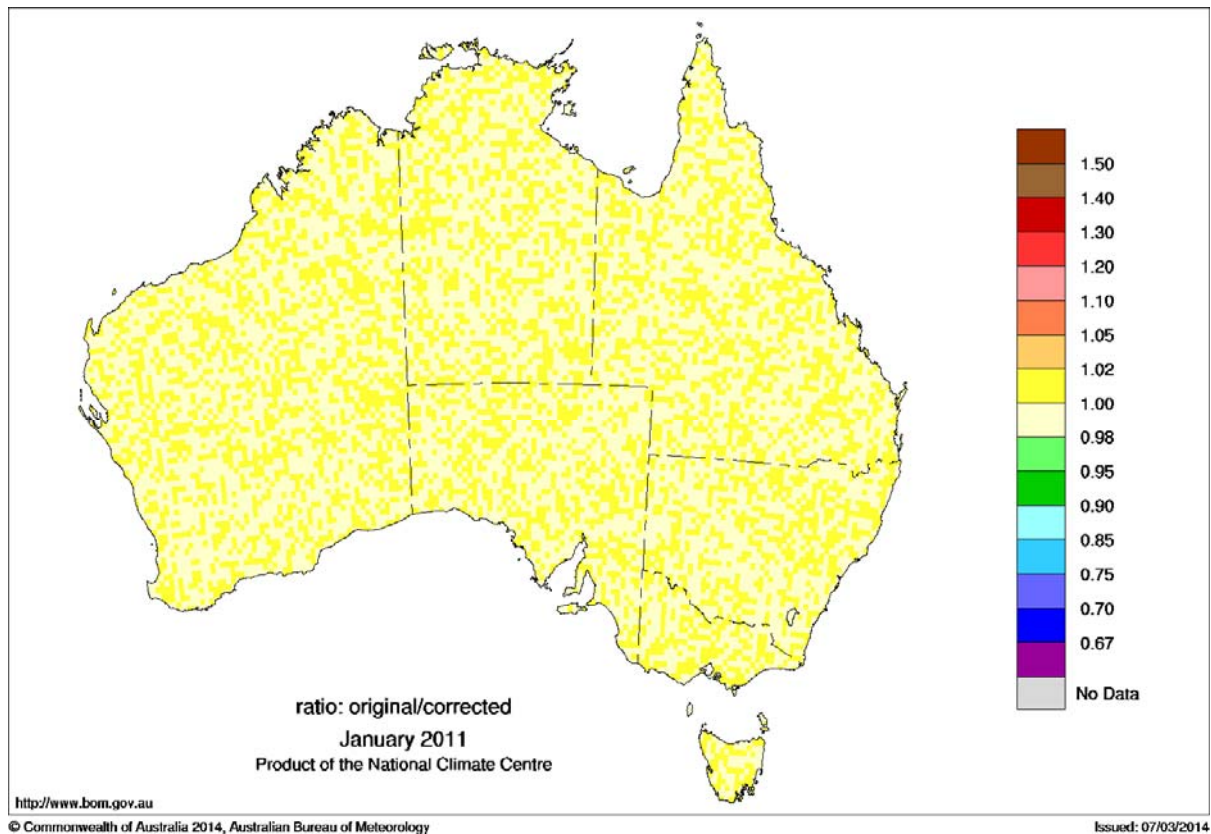 1.50
1.40
1.30
1.20
1.10
1.05
1.02
1.00
0.98
0.95
0.90
0.85
0.75
0.70
0.67
No Data
ratio: original/corrected
January 2011
Product of the National Climate Centre
http://www.bom.gov.au
© Commonwealth of Australia 2014, Australian Bureau of Meteorology
Issued: 07/03/2014